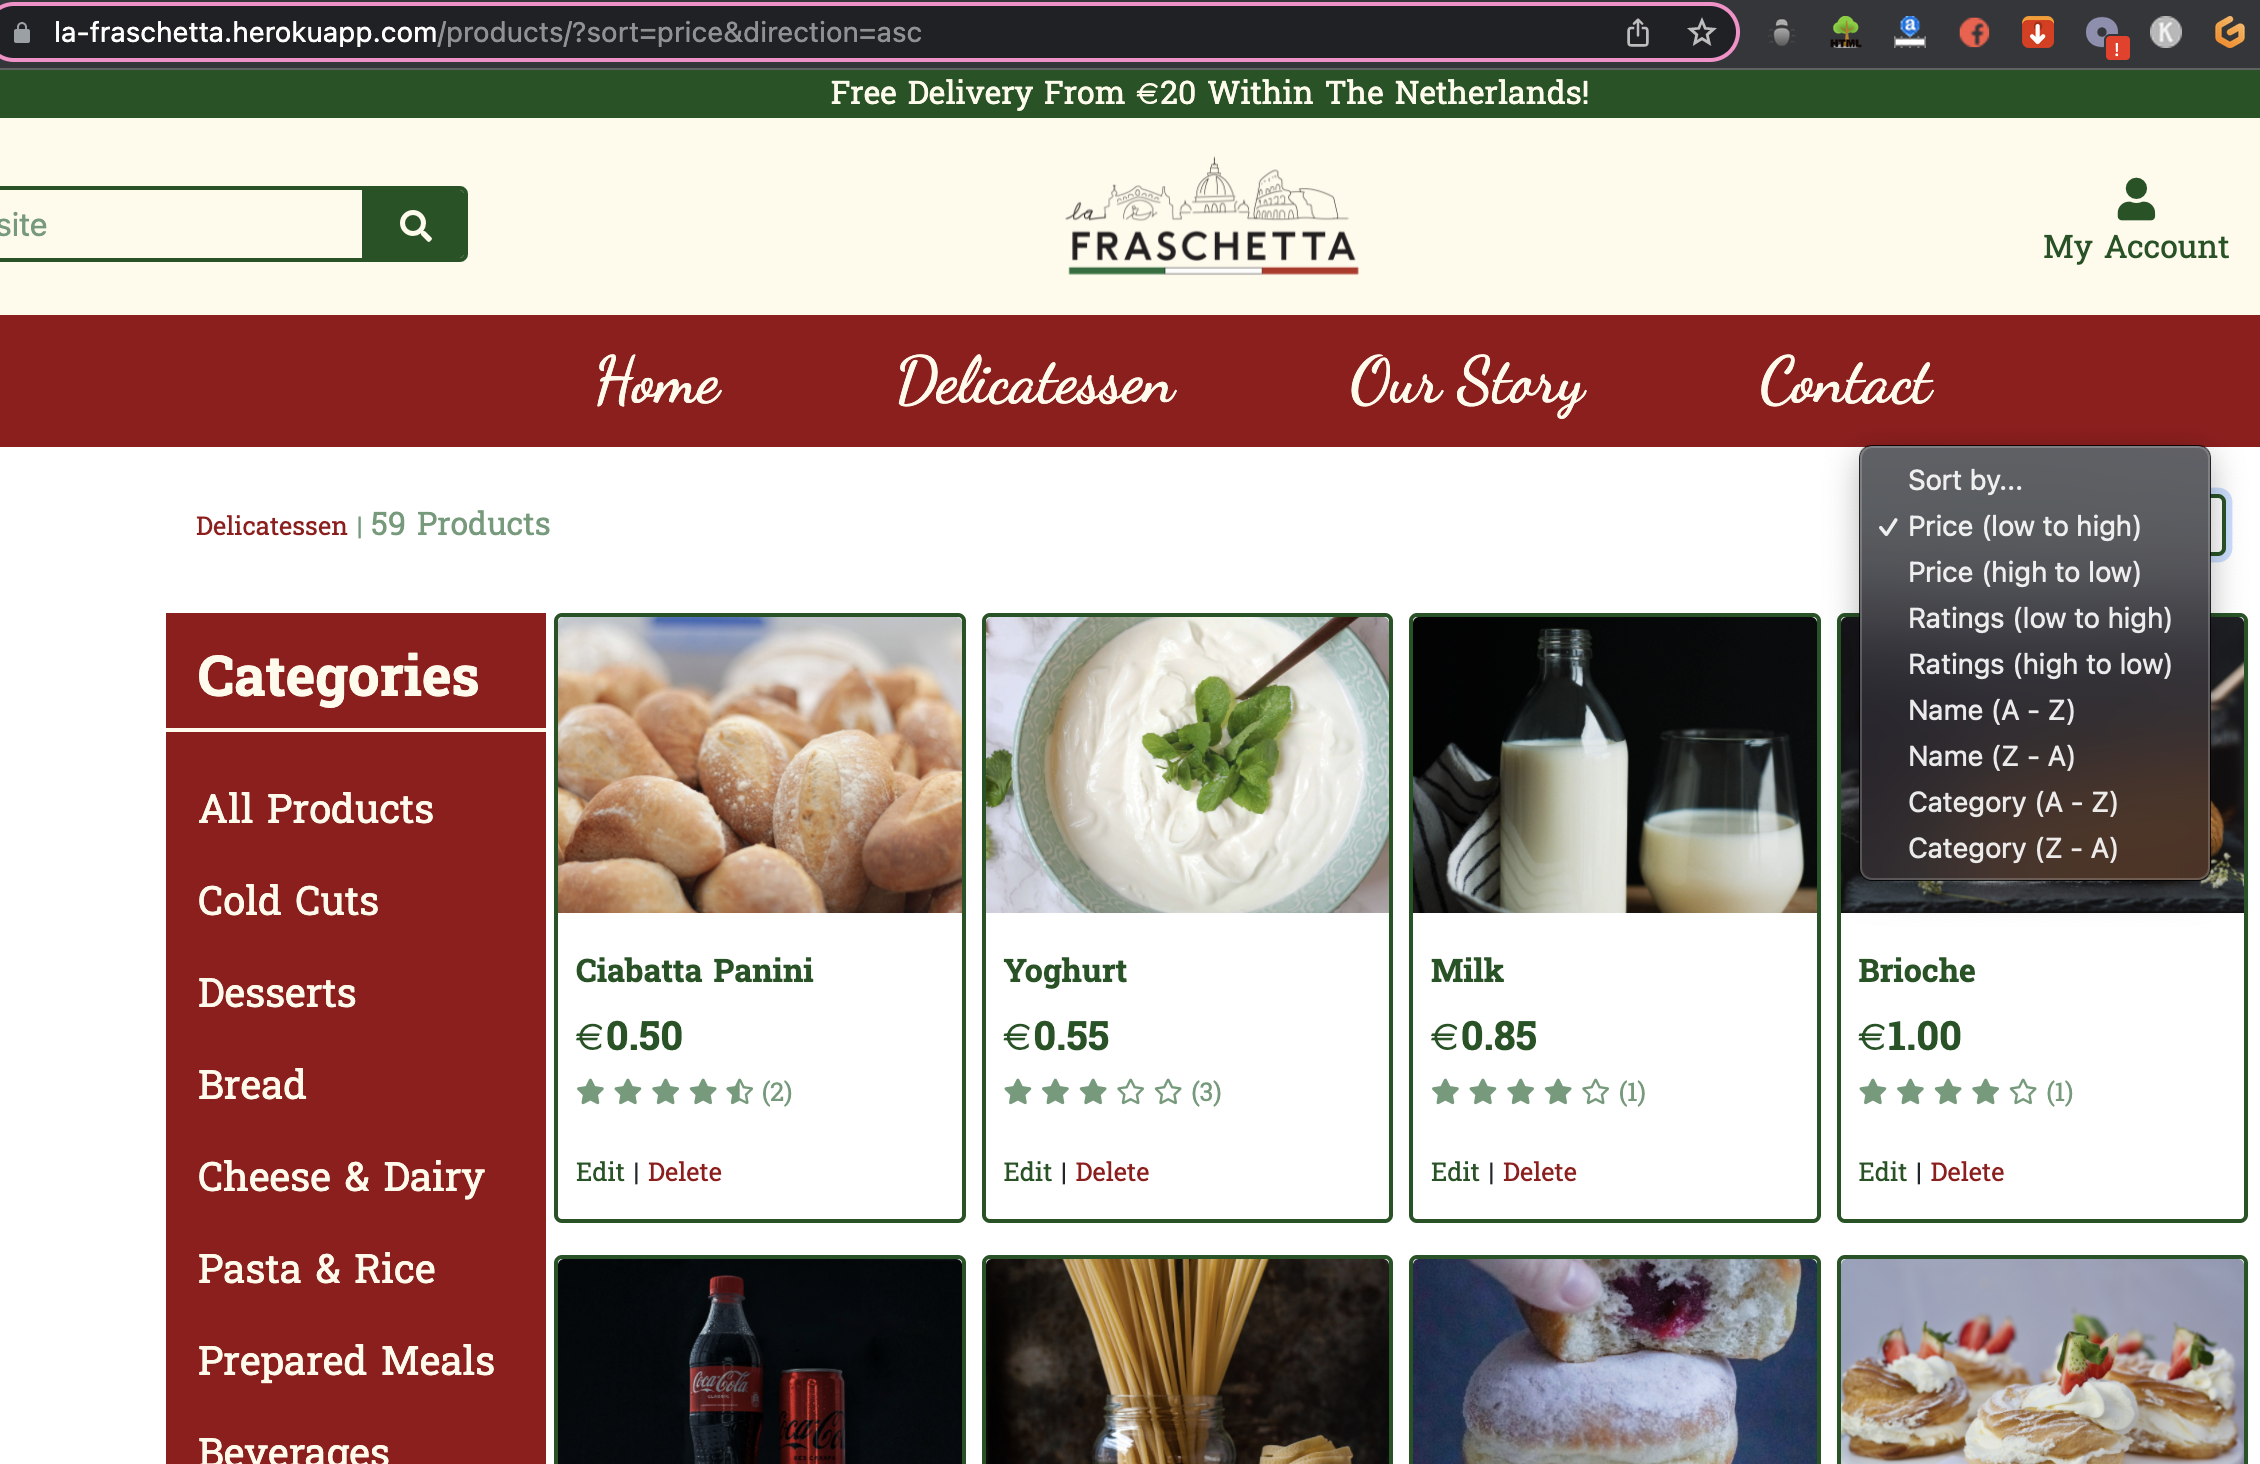 la-fraschetta.herokuapp.com/products/?sort=price&direction=asc
HTML
a
!
K
Free Delivery From €20 Within The Netherlands!
site
la
FRASCHETTA
My Account
Home
Delicatessen
Our Story
Contact
Delicatessen | 59 Products
Sort by...
✓ Price (low to high)
Price (high to low)
Ratings (low to high)
Ratings (high to low)
Name (A - Z)
Name (Z - A)
Category (A - Z)
Category (Z - A)
Categories
All Products
Cold Cuts
Desserts
Bread
Cheese & Dairy
Pasta & Rice
Prepared Meals
Beverages
Ciabatta Panini
€0.50
(2)
Edit | Delete
Yoghurt
€0.55
(3)
Edit | Delete
Milk
€0.85
(1)
Edit | Delete
Brioche
€1.00
(1)
Edit | Delete
Coca-Cola